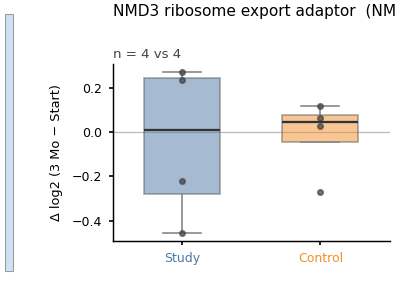 NMD3 ribosome export adaptor (NM
n = 4 vs 4
Δ log2 (3 Mo − Start)
0.2
0.0
−0.2
−0.4
Study
Control